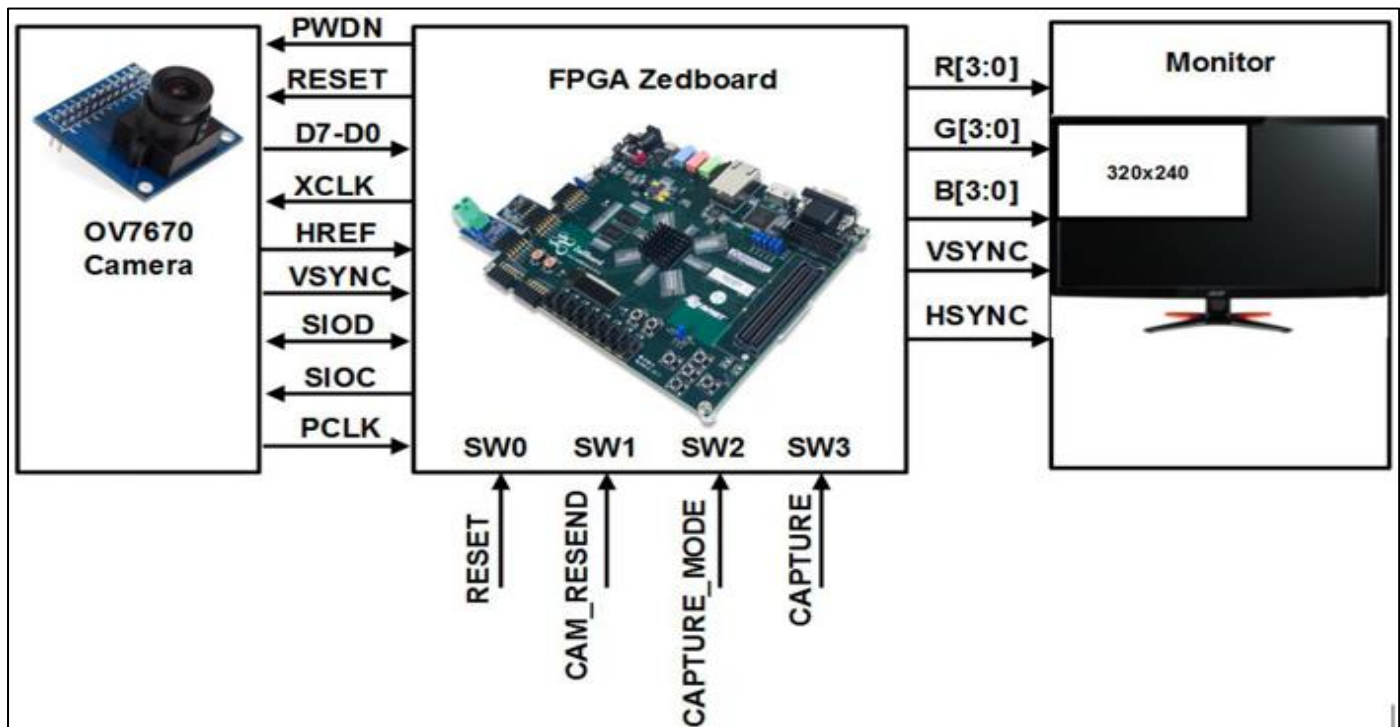 PWDN
RESET
D7-D0
XCLK
HREF
VSYNC
SIOD
SIOC
PCLK
OV7670
Camera
FPGA Zedboard
SW0 SW1 SW2 SW3
RESET
CAM_RESEND
CAPTURE_MODE
CAPTURE
R[3:0]
G[3:0]
B[3:0]
VSYNC
HSYNC
Monitor
320x240